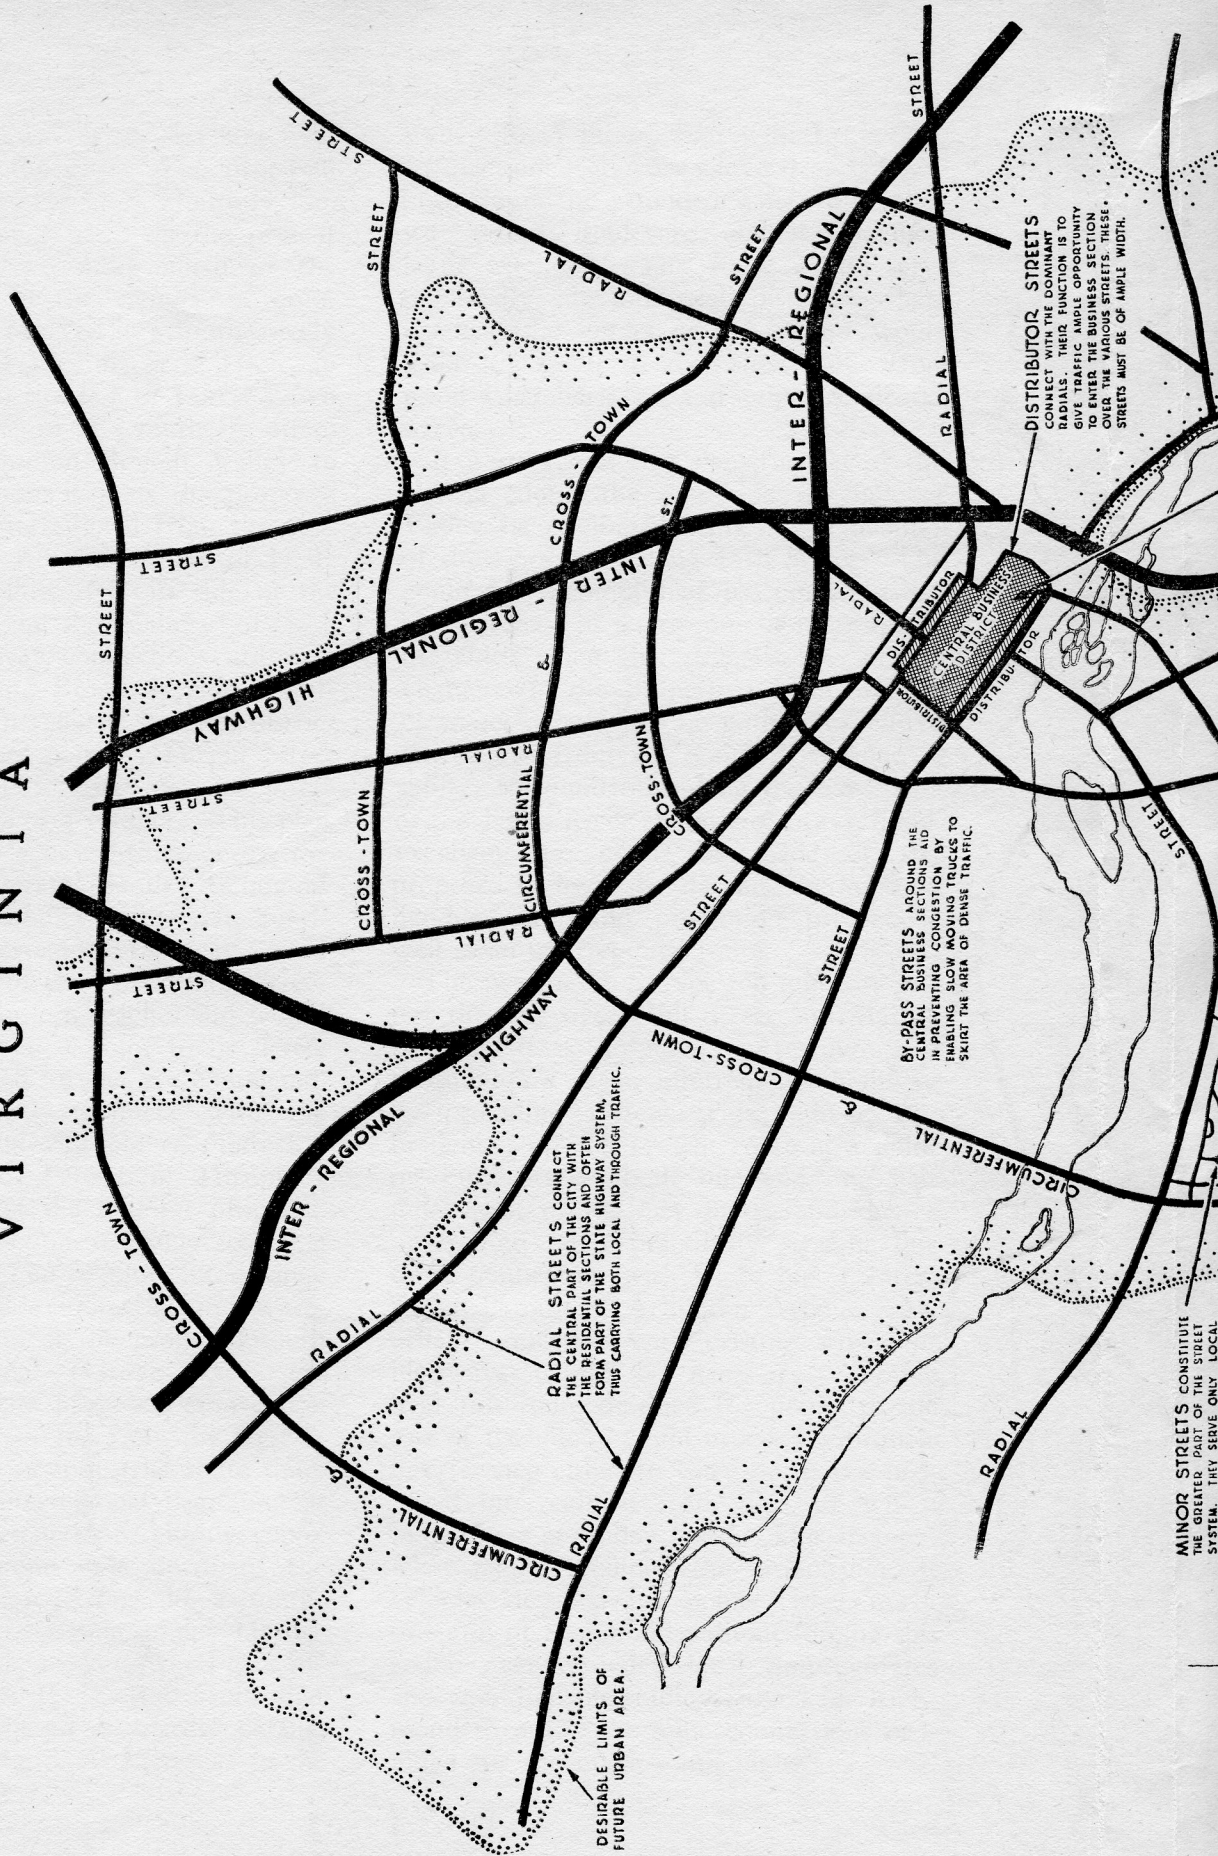 VIRGINIA
STREET
STREET
STREET
STREET
STREET
STREET
CROSS - TOWN
HIGHWAY
INTER - REGIONAL
RADIAL
RADIAL
RADIAL
STREET
CROSS - TOWN
CIRCUMFERENTIAL
&
CROSS - TOWN
STREET
CROSS-TOWN
ST.
INTER - REGIONAL
HIGHWAY
INTER - REGIONAL
CROSS - TOWN
&
CIRCUMFERENTIAL
RADIAL
STREET
RADIAL
STREET
RADIAL
RADIAL
STREET
CROSS-TOWN
&
CIRCUMFERENTIAL
DISTRIBUTOR
DISTRIBUTOR
DISTRIBUTOR
CENTRAL BUSINESS
DISTRICT
RADIAL
STREET
DISTRIBUTOR STREETS
CONNECT WITH THE DOMINANT
RADIALS. THEIR FUNCTION IS TO
GIVE TRAFFIC AMPLE OPPORTUNITY
TO ENTER THE BUSINESS SECTION
OVER THE VARIOUS STREETS. THESE
STREETS MUST BE OF AMPLE WIDTH.
BY-PASS STREETS AROUND THE
CENTRAL BUSINESS SECTIONS AID
IN PREVENTING CONGESTION BY
ENABLING SLOW MOVING TRUCKS TO
SKIRT THE AREA OF DENSE TRAFFIC.
RADIAL STREETS CONNECT
THE CENTRAL PART OF THE CITY WITH
THE RESIDENTIAL SECTIONS AND OFTEN
FORM PART OF THE STATE HIGHWAY SYSTEM,
THUS CARRYING BOTH LOCAL AND THROUGH TRAFFIC.
DESIRABLE LIMITS OF
FUTURE URBAN AREA.
MINOR STREETS CONSTITUTE
THE GREATER PART OF THE STREET
SYSTEM. THEY SERVE ONLY LOCAL